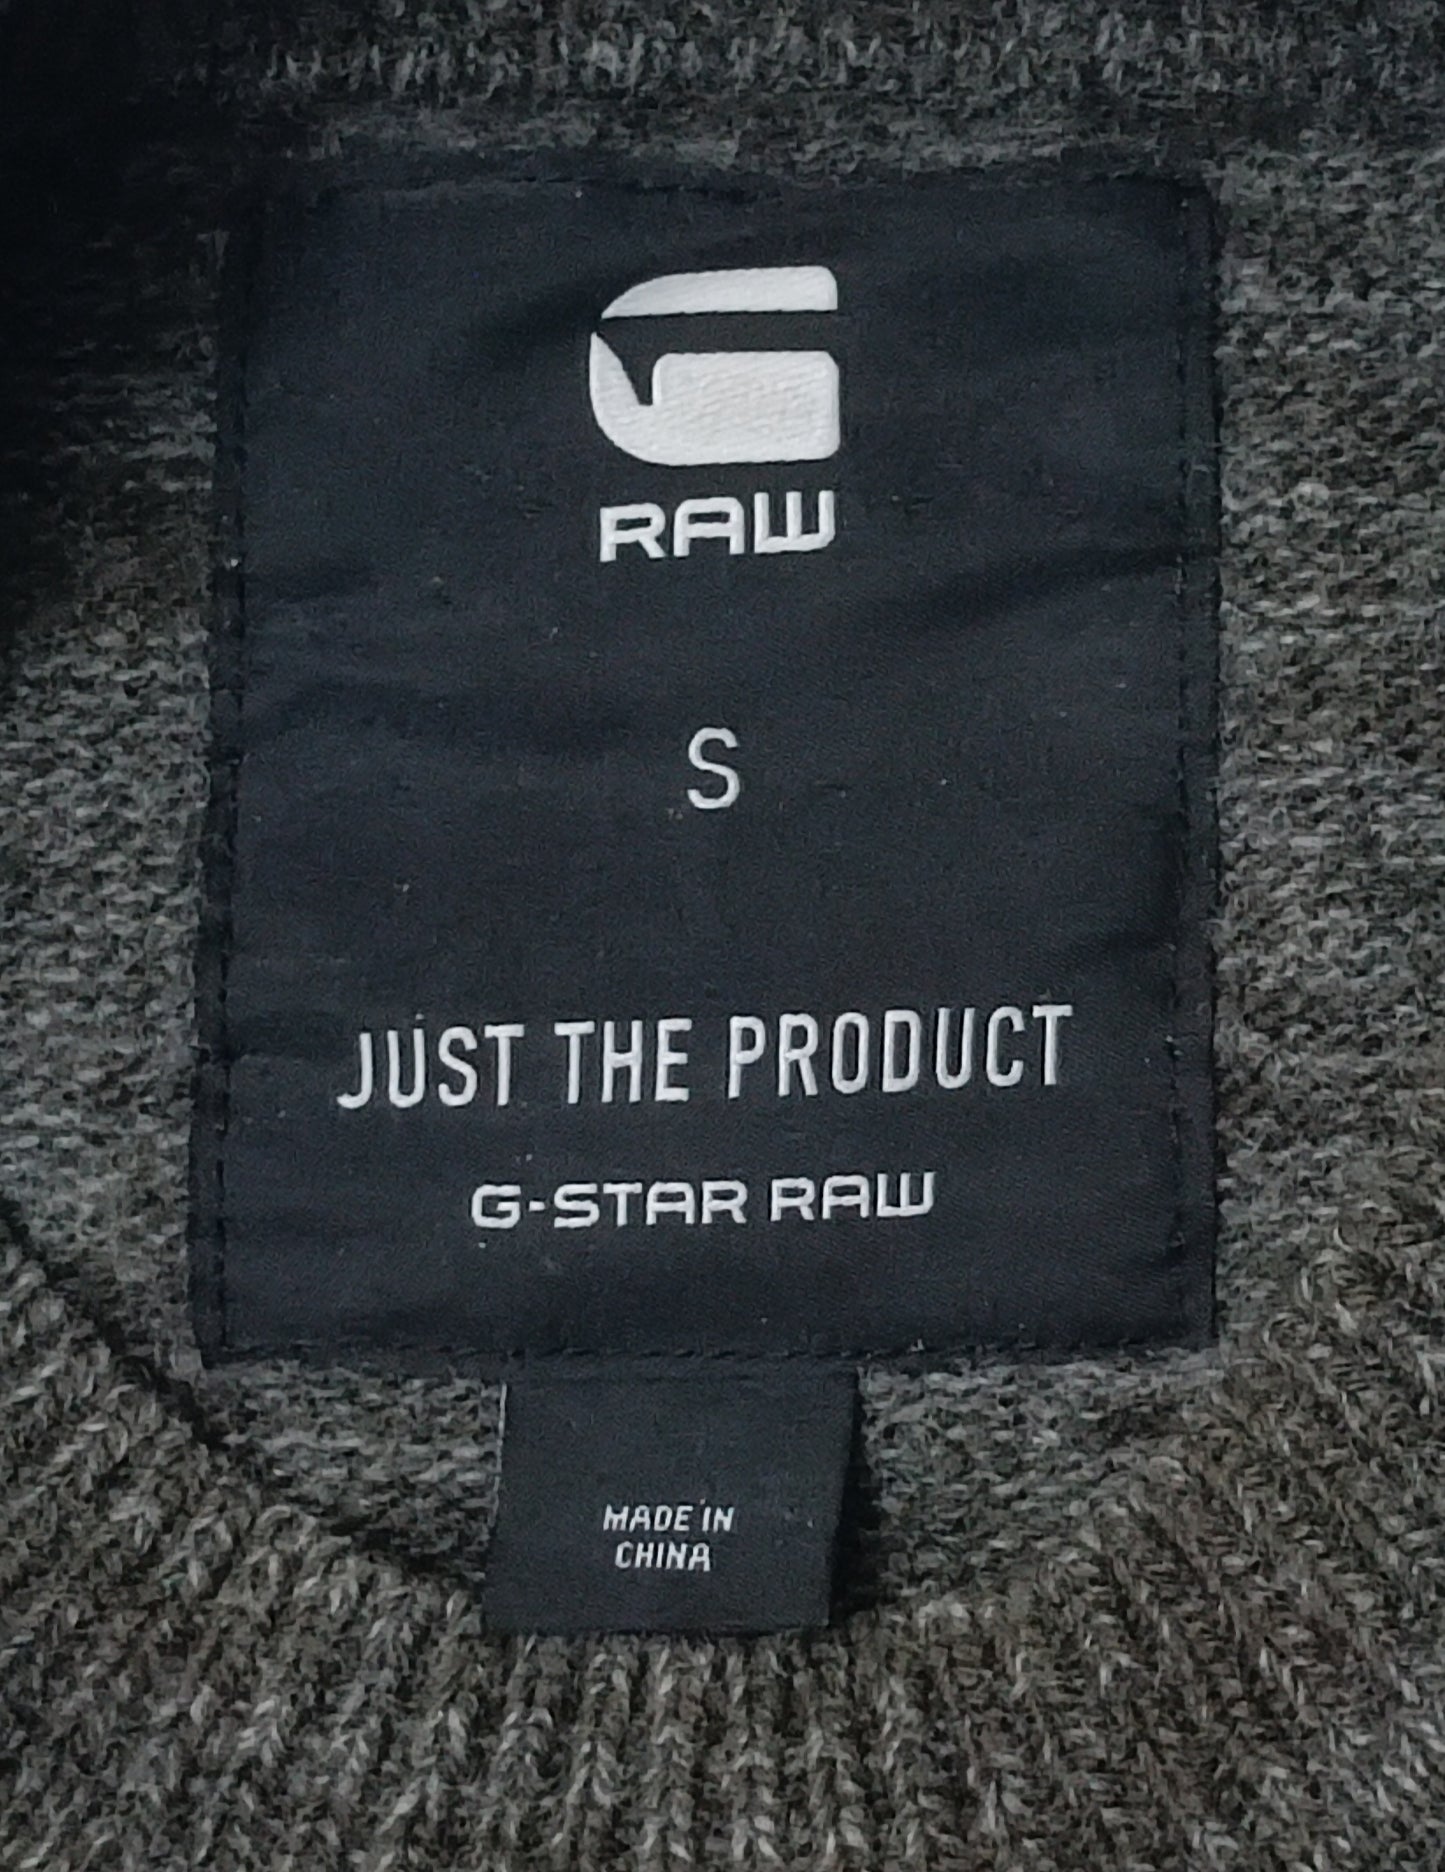 G
RAW
S
JUST THE PRODUCT
G-STAR RAW
MADE IN
CHINA